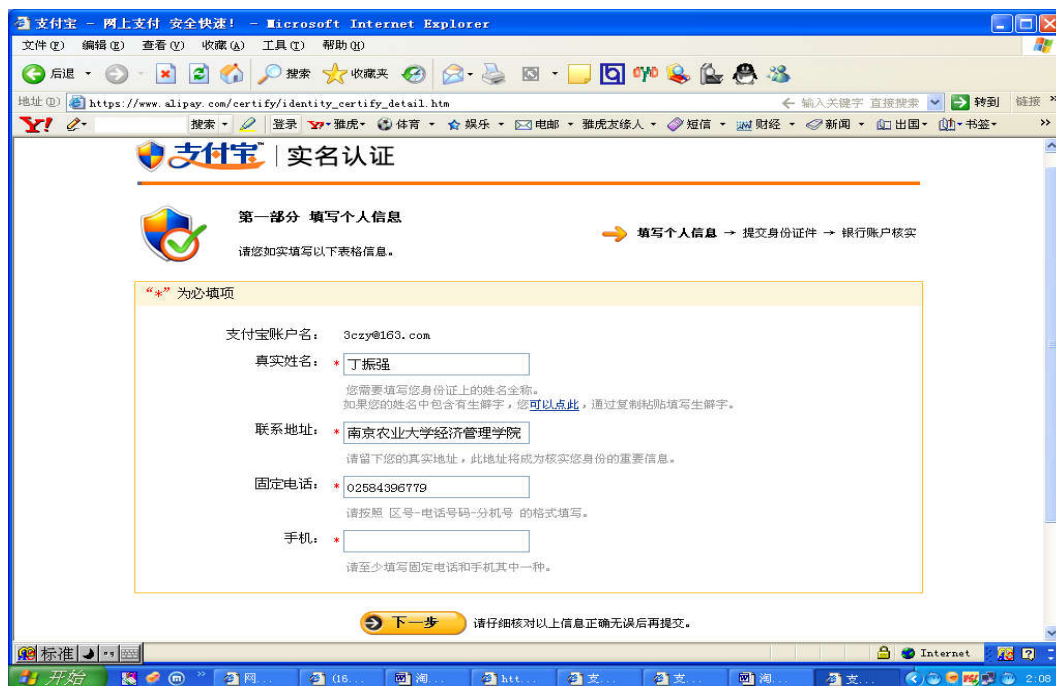 支付宝 - 网上支付 安全快速! - Microsoft Internet Explorer
文件(F) 编辑(E) 查看(V) 收藏(A) 工具(T) 帮助(H)
后退 搜索 收藏夹
地址(D) https://www.alipay.com/certify/identity_certify_detail.htm 输入关键字 直接搜索 转到 链接 »
Y! 搜索 登录 雅虎 体育 娱乐 电邮 雅虎友缘人 短信 财经 新闻 出国 书签 »
支付宝 实名认证
第一部分 填写个人信息
填写个人信息 → 提交身份证件 → 银行账户核实
请您如实填写以下表格信息。
“*” 为必填项
支付宝账户名: 3czy@163.com
真实姓名: * 丁振强
您需要填写您身份证上的姓名全称。
如果您的姓名中包含有生僻字,您可以点此,通过复制粘贴填写生僻字。
联系地址: * 南京农业大学经济管理学院
请留下您的真实地址,此地址将成为核实您身份的重要信息。
固定电话: * 02584396779
请按照 区号-电话号码-分机号 的格式填写。
手机: *
请至少填写固定电话和手机其中一种。
下一步 请仔细核对以上信息正确无误后再提交。
标准 Internet
开始 » 网... (16... 淘... htt... 支... 支... 淘... 支... 2:08